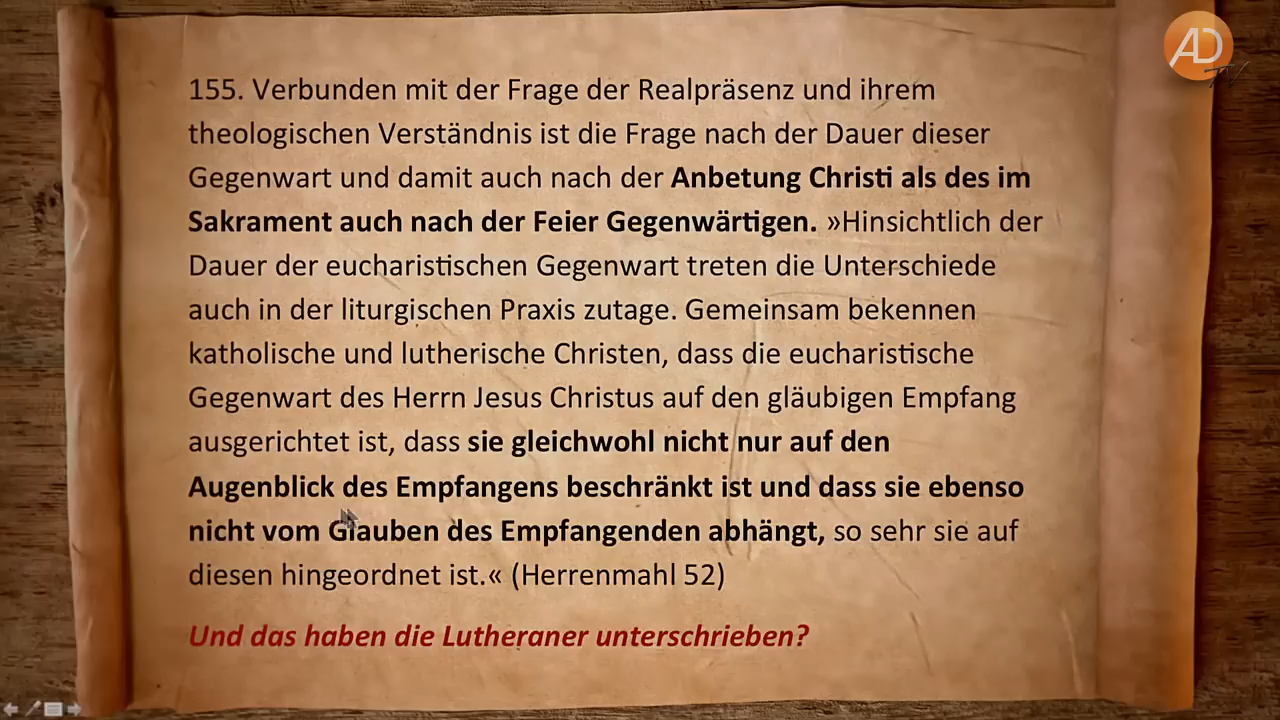 AD
TV
155. Verbunden mit der Frage der Realpräsenz und ihrem
theologischen Verständnis ist die Frage nach der Dauer dieser
Gegenwart und damit auch nach der Anbetung Christi als des im
Sakrament auch nach der Feier Gegenwärtigen. »Hinsichtlich der
Dauer der eucharistischen Gegenwart treten die Unterschiede
auch in der liturgischen Praxis zutage. Gemeinsam bekennen
katholische und lutherische Christen, dass die eucharistische
Gegenwart des Herrn Jesus Christus auf den gläubigen Empfang
ausgerichtet ist, dass sie gleichwohl nicht nur auf den
Augenblick des Empfangens beschränkt ist und dass sie ebenso
nicht vom Glauben des Empfangenden abhängt, so sehr sie auf
diesen hingeordnet ist.« (Herrenmahl 52)
Und das haben die Lutheraner unterschrieben?